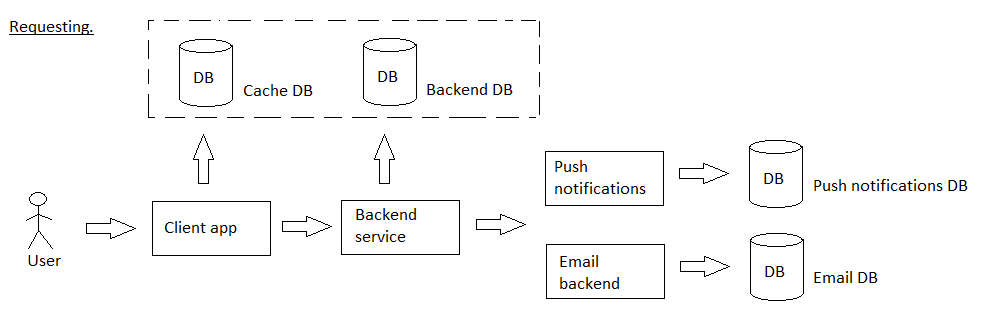 Requesting.
DB
Cache DB
DB
Backend DB
User
Client app
Backend
service
Push
notifications
DB
Push notifications DB
Email
backend
DB
Email DB